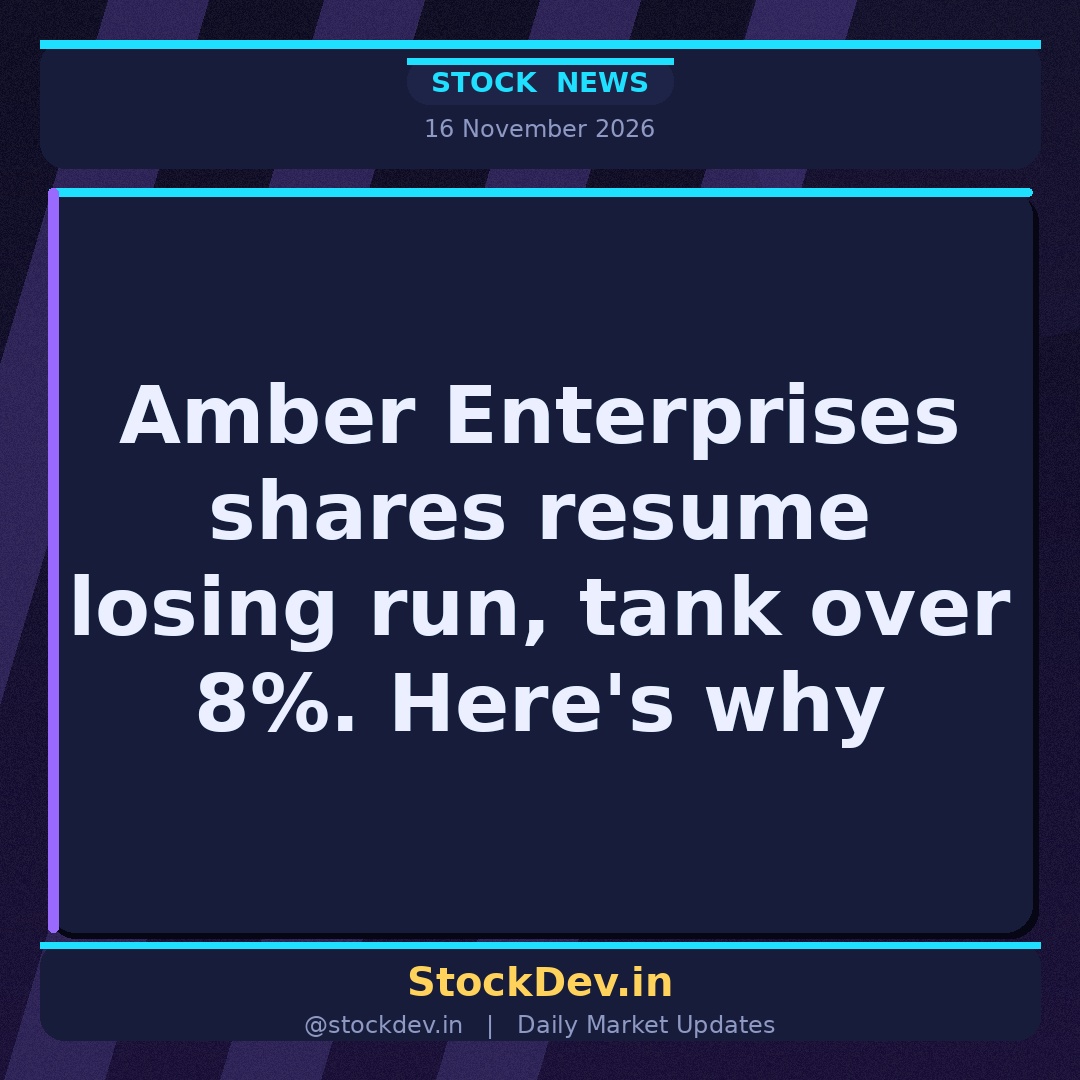 STOCK NEWS
16 November 2026
Amber Enterprises
shares resume
losing run, tank over
8%. Here's why
StockDev.in
@stockdev.in | Daily Market Updates